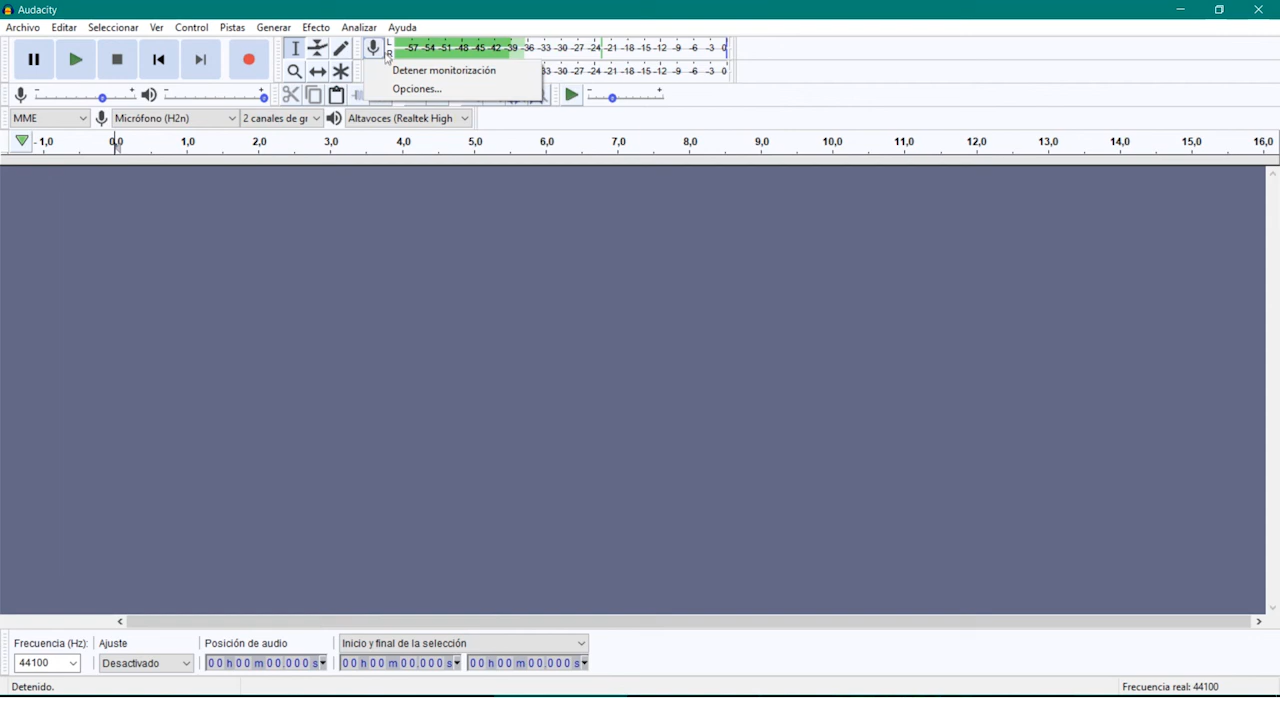 Audacity
Archivo Editar Seleccionar Ver Control Pistas Generar Efecto Analizar Ayuda
L -57 -54 -51 -48 -45 -42 -39 -36 -33 -30 -27 -24 -21 -18 -15 -12 -9 -6 -3 0
R
Detener monitorización
33 -30 -27 -24 -21 -18 -15 -12 -9 -6 -3 0
Opciones...
- + - + - +
MME Micrófono (H2n) 2 canales de gr Altavoces (Realtek High
- 1,0 0,0 1,0 2,0 3,0 4,0 5,0 6,0 7,0 8,0 9,0 10,0 11,0 12,0 13,0 14,0 15,0 16,0
Frecuencia (Hz): Ajuste Posición de audio Inicio y final de la selección
44100 Desactivado 00 h 00 m 00.000 s 00 h 00 m 00.000 s 00 h 00 m 00.000 s
Detenido. Frecuencia real: 44100